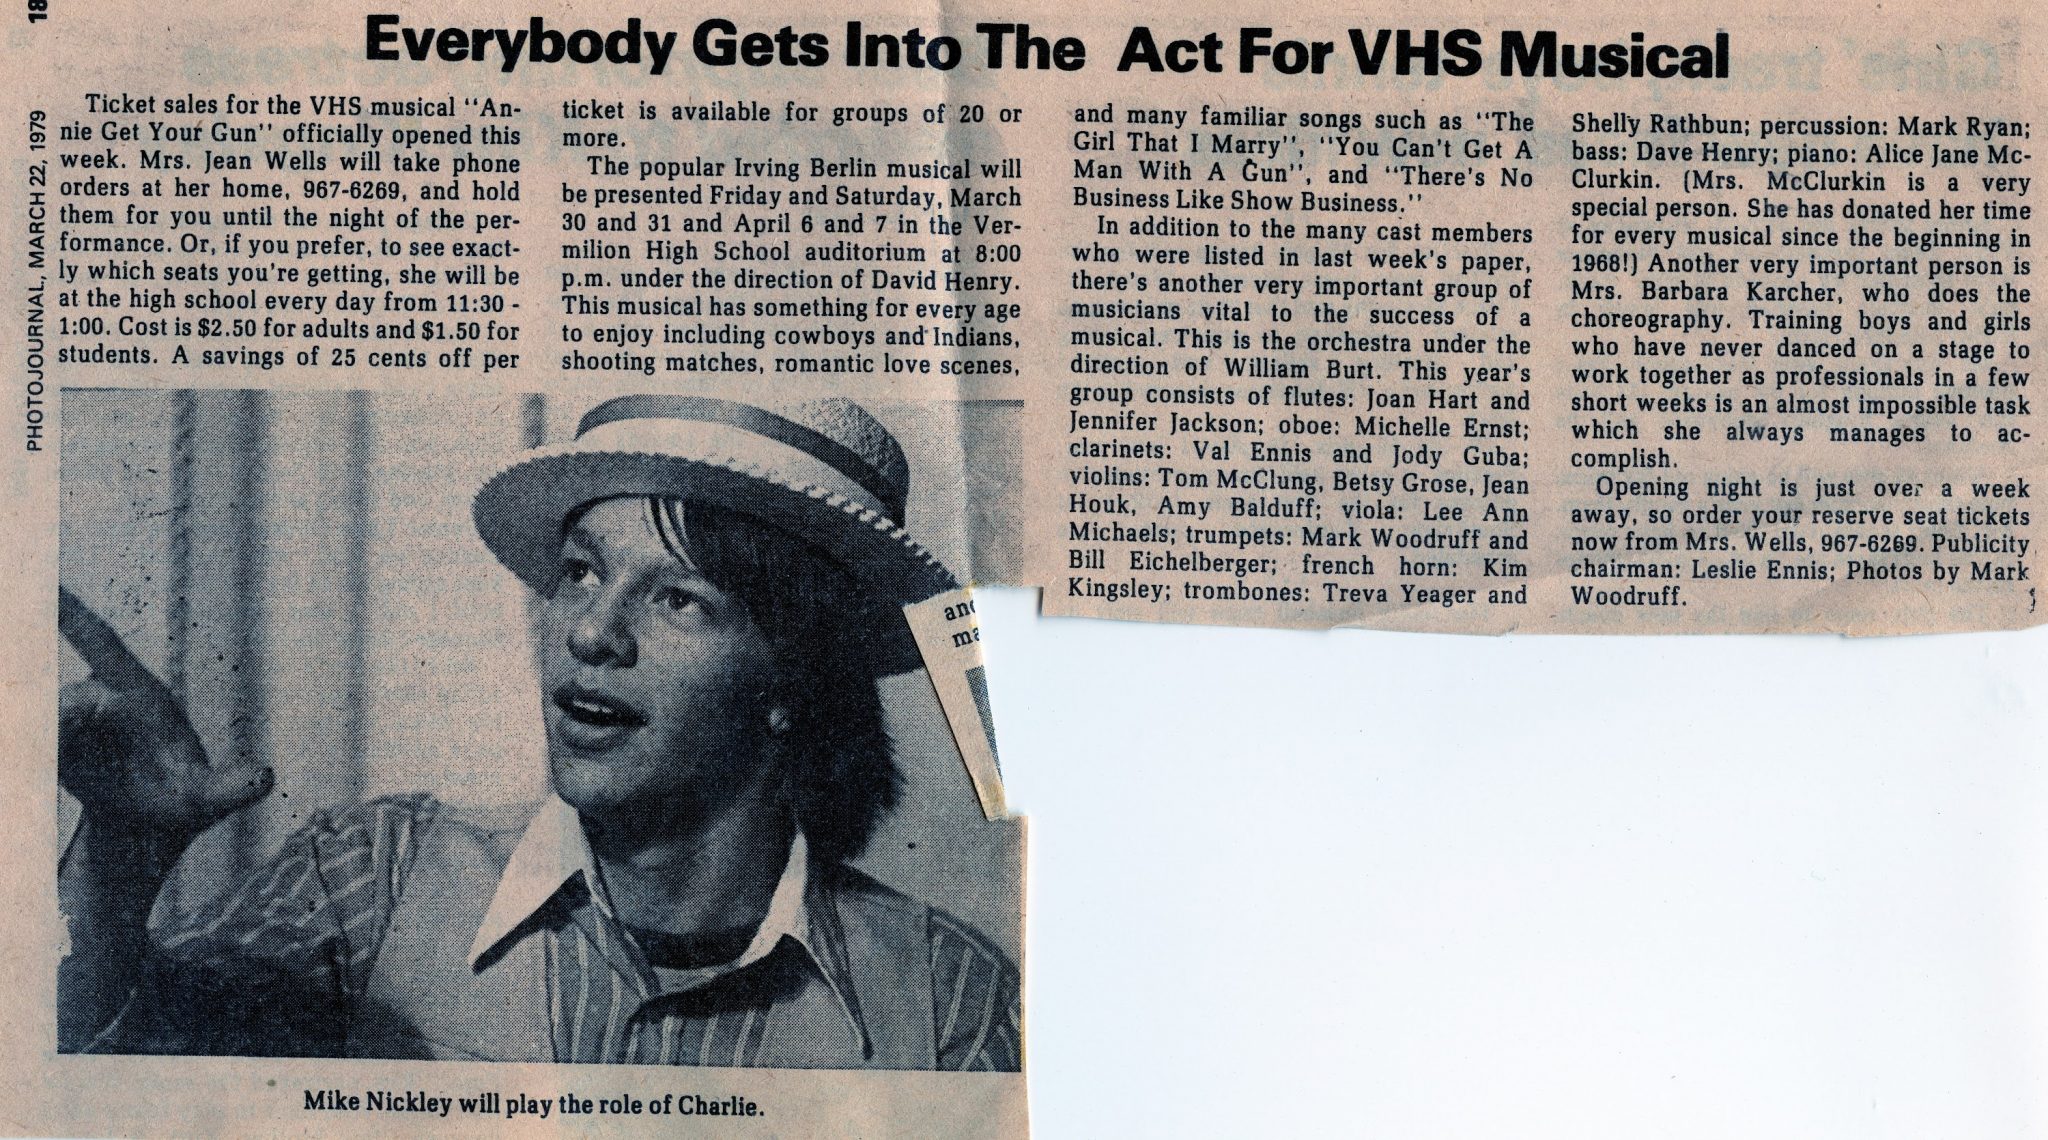 18
PHOTOJOURNAL, MARCH 22, 1979
Everybody Gets Into The Act For VHS Musical
Ticket sales for the VHS musical "An-
nie Get Your Gun" officially opened this
week. Mrs. Jean Wells will take phone
orders at her home, 967-6269, and hold
them for you until the night of the per-
formance. Or, if you prefer, to see exact-
ly which seats you're getting, she will be
at the high school every day from 11:30 -
1:00. Cost is $2.50 for adults and $1.50 for
students. A savings of 25 cents off per
ticket is available for groups of 20 or
more.
The popular Irving Berlin musical will
be presented Friday and Saturday, March
30 and 31 and April 6 and 7 in the Ver-
milion High School auditorium at 8:00
p.m. under the direction of David Henry.
This musical has something for every age
to enjoy including cowboys and Indians,
shooting matches, romantic love scenes,
and many familiar songs such as "The
Girl That I Marry", "You Can't Get A
Man With A Gun", and "There's No
Business Like Show Business."
In addition to the many cast members
who were listed in last week's paper,
there's another very important group of
musicians vital to the success of a
musical. This is the orchestra under the
direction of William Burt. This year's
group consists of flutes: Joan Hart and
Jennifer Jackson; oboe: Michelle Ernst;
clarinets: Val Ennis and Jody Guba;
violins: Tom McClung, Betsy Grose, Jean
Houk, Amy Balduff; viola: Lee Ann
Michaels; trumpets: Mark Woodruff and
Bill Eichelberger; french horn: Kim
Kingsley; trombones: Treva Yeager and
Shelly Rathbun; percussion: Mark Ryan;
bass: Dave Henry; piano: Alice Jane Mc-
Clurkin. (Mrs. McClurkin is a very
special person. She has donated her time
for every musical since the beginning in
1968!) Another very important person is
Mrs. Barbara Karcher, who does the
choreography. Training boys and girls
who have never danced on a stage to
work together as professionals in a few
short weeks is an almost impossible task
which she always manages to ac-
complish.
Opening night is just over a week
away, so order your reserve seat tickets
now from Mrs. Wells, 967-6269. Publicity
chairman: Leslie Ennis; Photos by Mark
Woodruff.
Mike Nickley will play the role of Charlie.